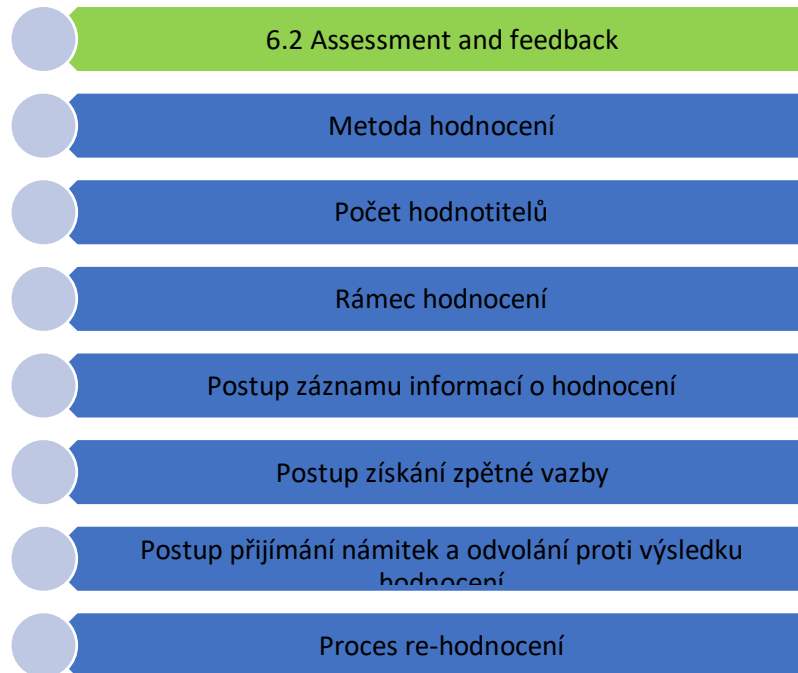 6.2 Assessment and feedback
Metoda hodnocení
Počet hodnotitelů
Rámec hodnocení
Postup záznamu informací o hodnocení
Postup získání zpětné vazby
Postup přijímání námitek a odvolání proti výsledku
hodnocení
Proces re-hodnocení